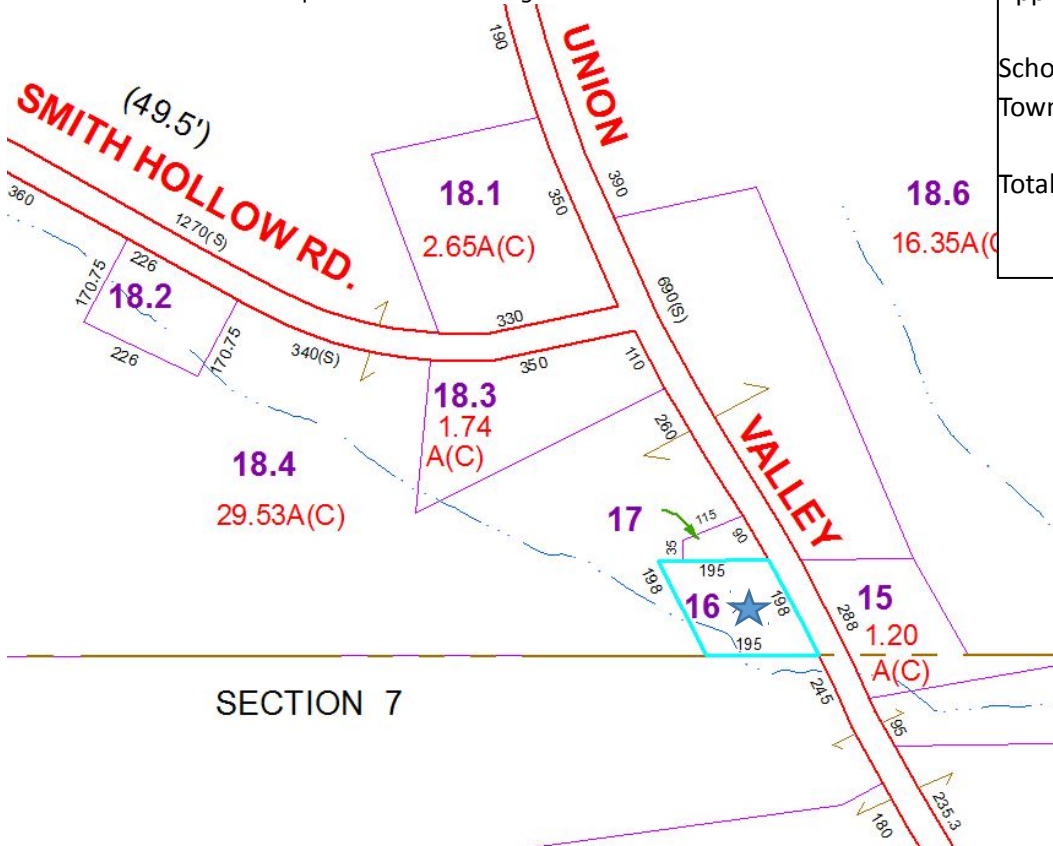 190
UNION
(49.5')
SMITH HOLLOW RD.
360
1270(S)
226
170.75
18.2
226
170.75
340(S)
18.1
2.65A(C)
350
390
18.6
16.35A(C
Scho
Town
Total
330
350
690(S)
110
18.3
1.74
A(C)
260
VALLEY
18.4
29.53A(C)
17
115
35
90
195
198
16
198
195
15
288
1.20
A(C)
SECTION 7
245
95
235.3
180